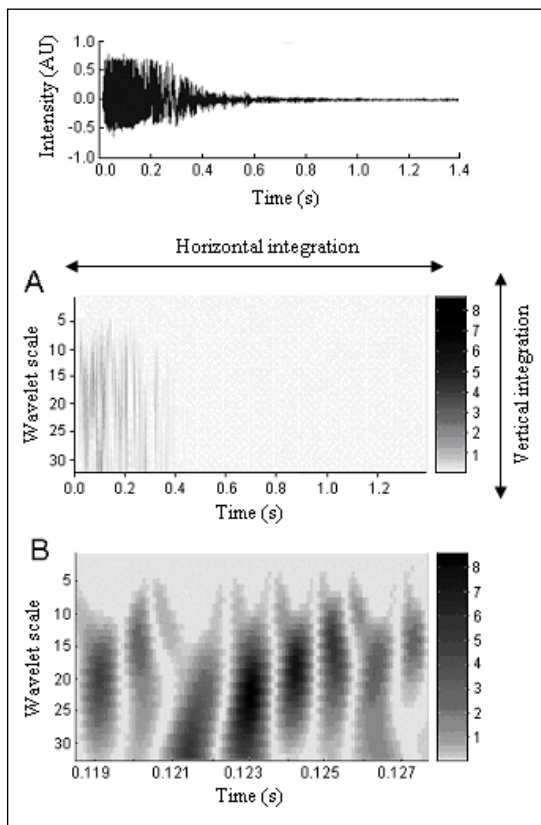 1.0
0.5
0.0
-0.5
-1.0
Intensity (AU)
0.0 0.2 0.4 0.6 0.8 1.0 1.2 1.4
Time (s)
Horizontal integration
A
5
10
15
20
25
30
Wavelet scale
0.0 0.2 0.4 0.6 0.8 1.0 1.2
Time (s)
8
7
6
5
4
3
2
1
Vertical integration
B
5
10
15
20
25
30
Wavelet scale
0.119 0.121 0.123 0.125 0.127
Time (s)
8
7
6
5
4
3
2
1